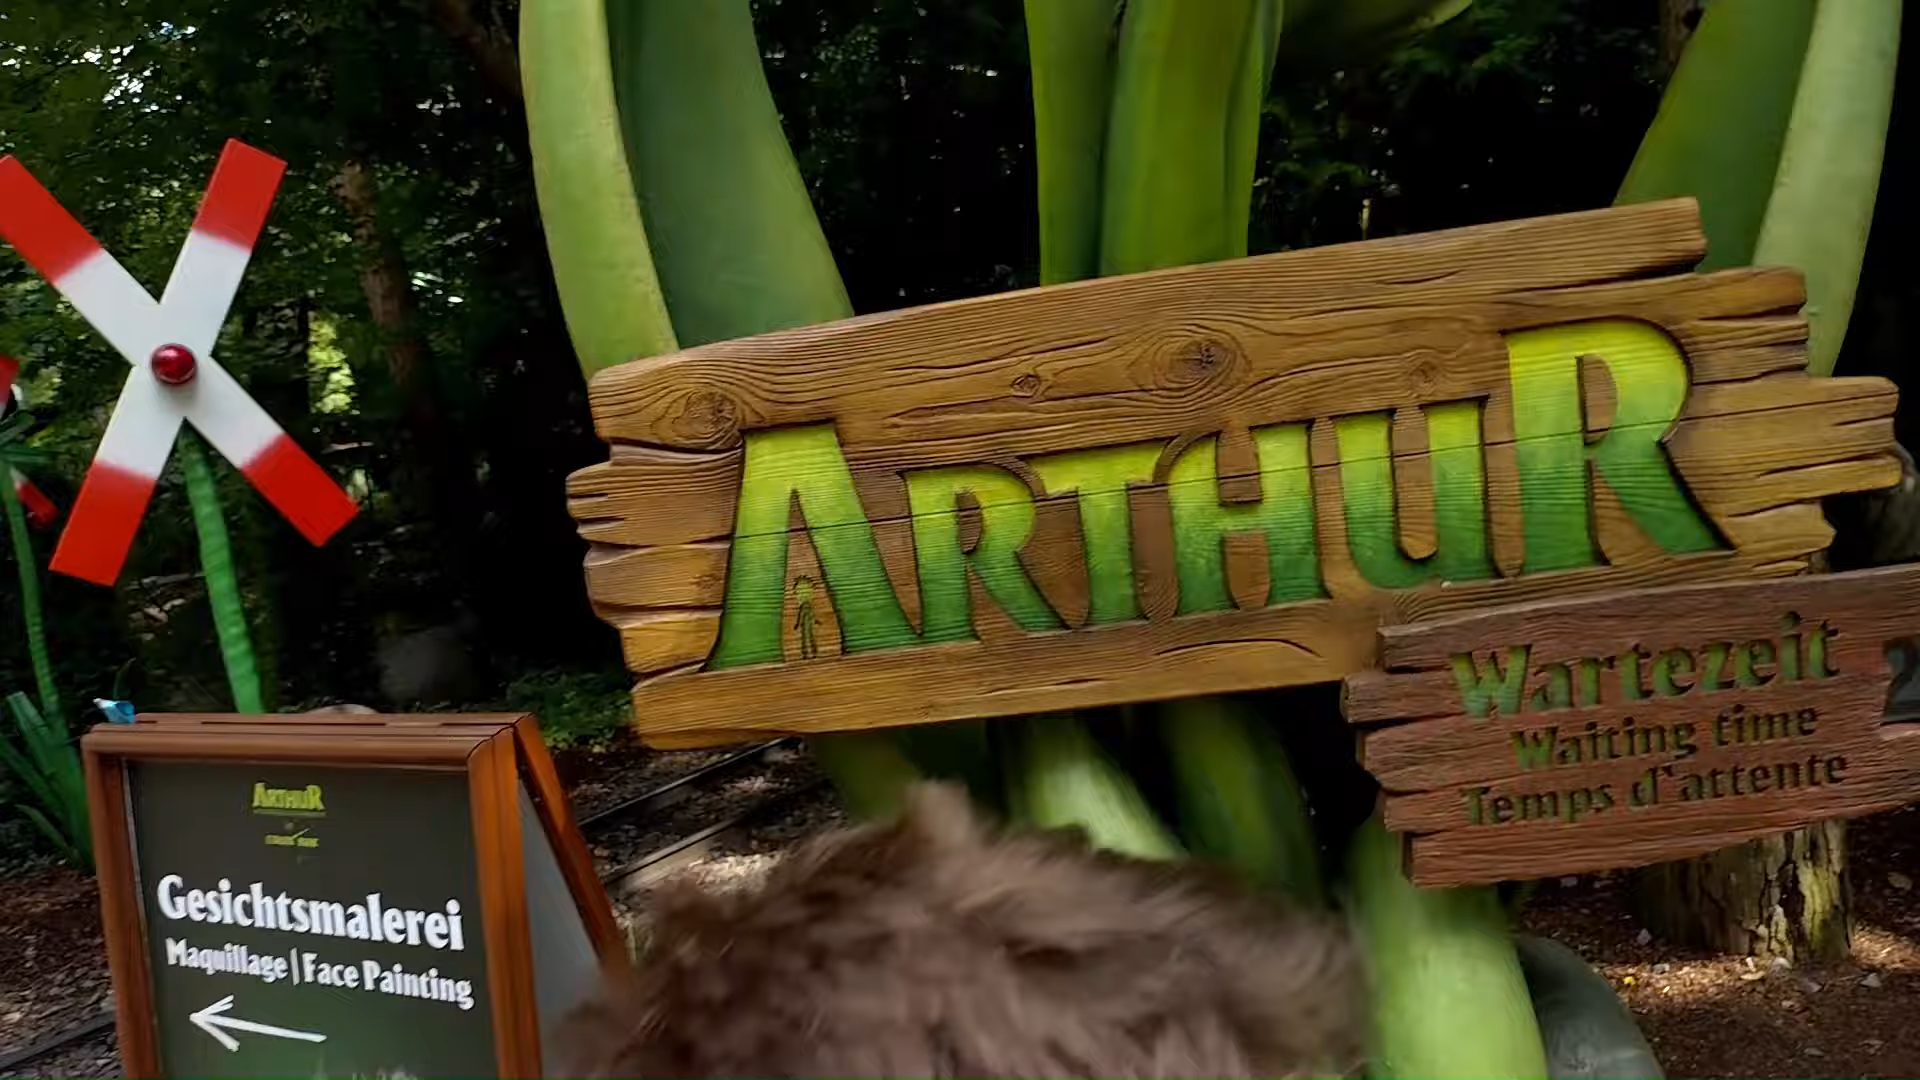 ARTHUR
Wartezeit
Waiting time
Temps d'attente
ARTHUR
Gesichtsmalerei
Maquillage | Face Painting